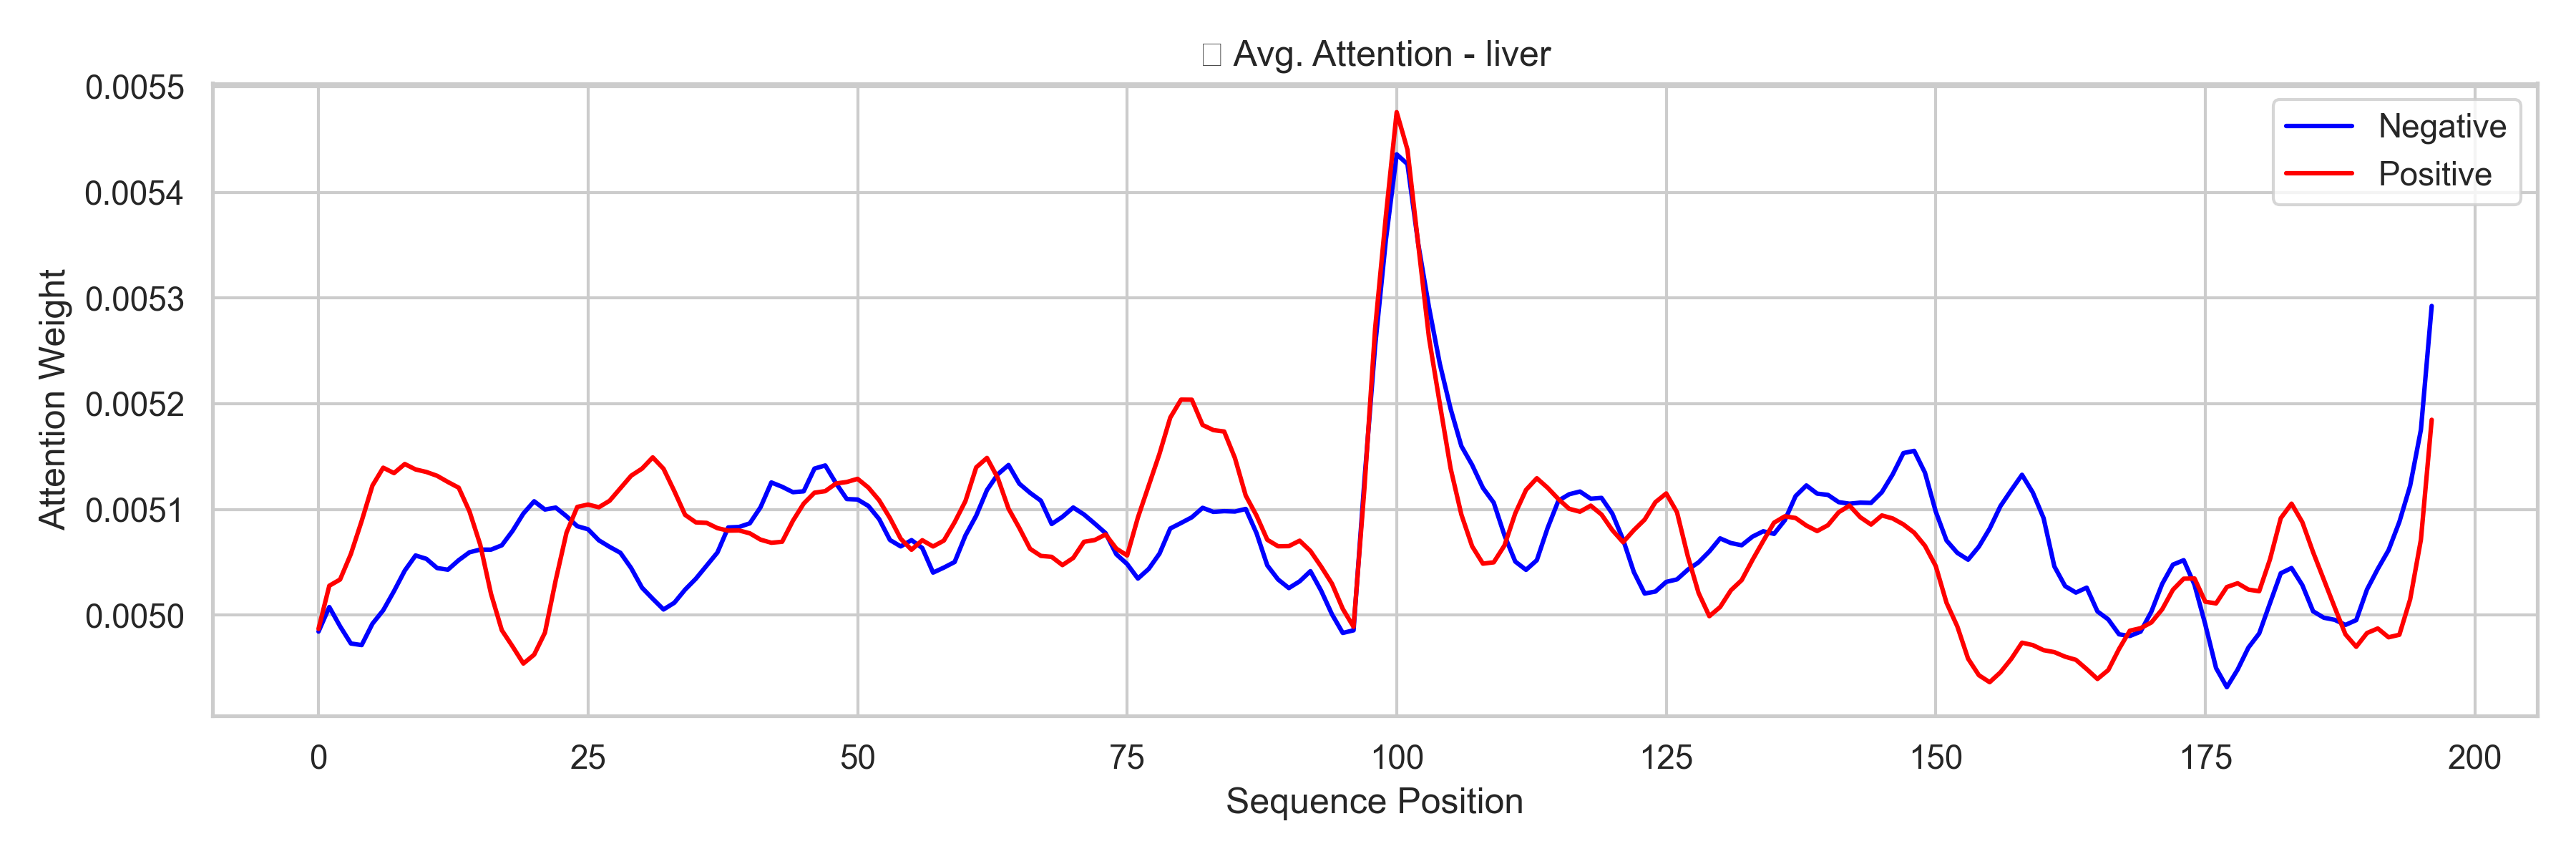 Avg. Attention - liver
0.0055
0.0054
0.0053
0.0052
0.0051
0.0050
Attention Weight
Negative
Positive
0 25 50 75 100 125 150 175 200
Sequence Position